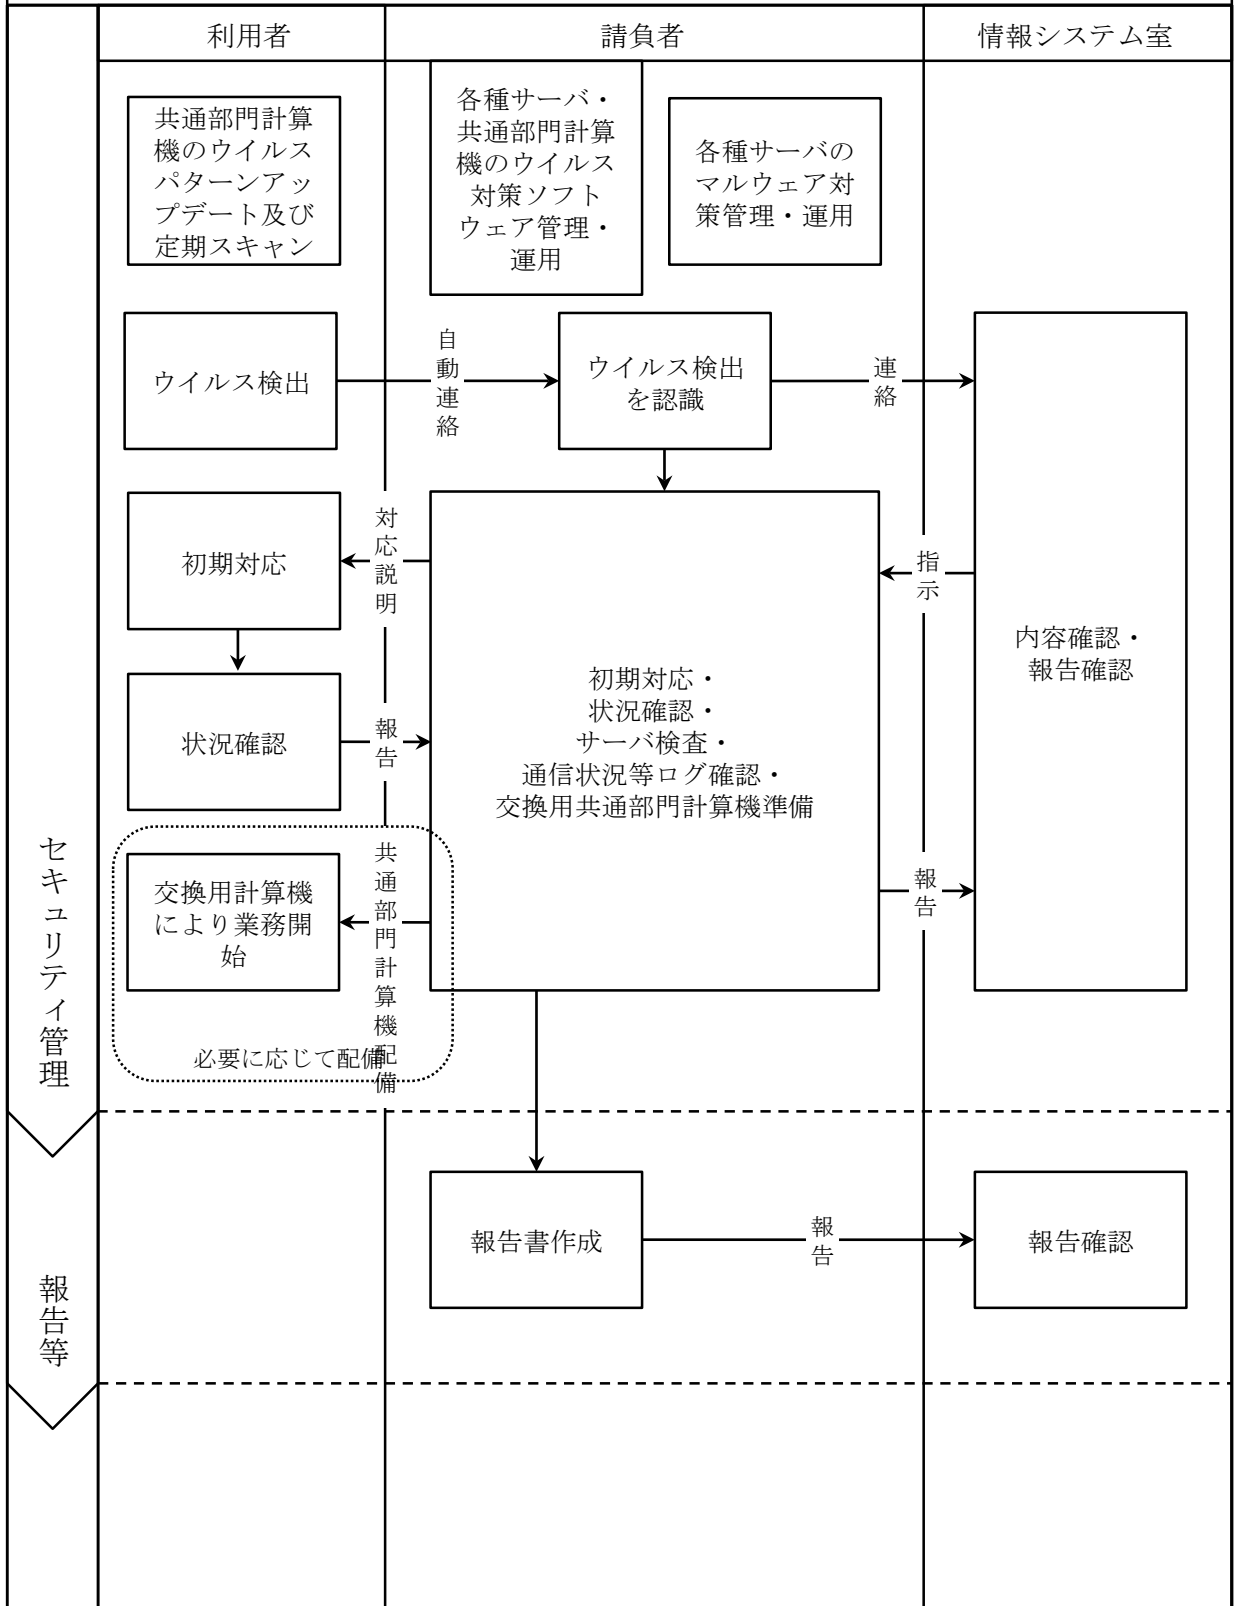 利用者
請負者
情報システム室
共通部門計算
機のウイルス
パターンアッ
プデート及び
定期スキャン
各種サーバ・
共通部門計算
機のウイルス
対策ソフト
ウェア管理・
運用
各種サーバの
マルウェア対
策管理・運用
ウイルス検出
自動連絡
ウイルス検出
を認識
連絡
初期対応
対応説明
指示
内容確認・
報告確認
状況確認
報告
初期対応・
状況確認・
サーバ検査・
通信状況等ログ確認・
交換用共通部門計算機準備
報告
交換用計算機
により業務開
始
共通部門計算機配備
必要に応じて配備
セキュリティ管理
報告書作成
報告
報告確認
報告等